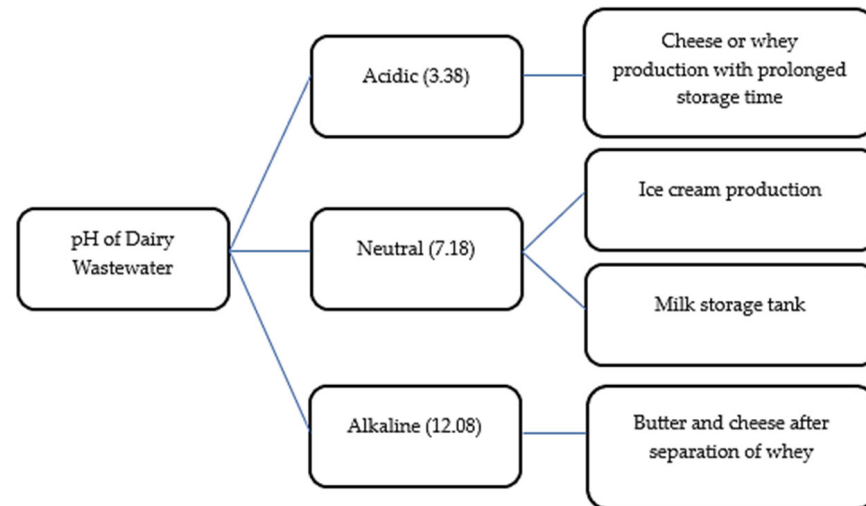 pH of Dairy
Wastewater
Acidic (3.38)
Cheese or whey
production with prolonged
storage time
Neutral (7.18)
Ice cream production
Milk storage tank
Alkaline (12.08)
Butter and cheese after
separation of whey